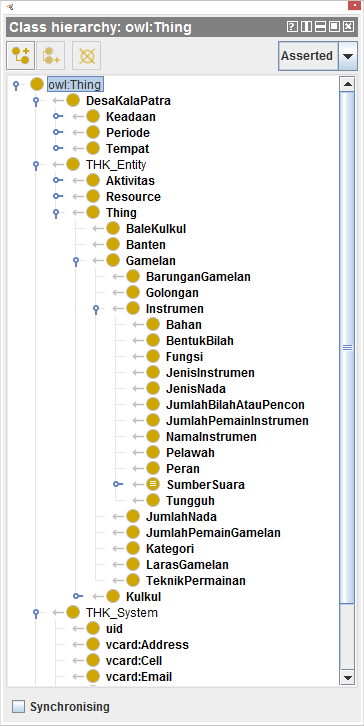 Class hierarchy: owl:Thing
Asserted
owl:Thing
DesaKalaPatra
Keadaan
Periode
Tempat
THK_Entity
Aktivitas
Resource
Thing
BaleKulkul
Banten
Gamelan
BarunganGamelan
Golongan
Instrumen
Bahan
BentukBilah
Fungsi
JenisInstrumen
JenisNada
JumlahBilahAtauPencon
JumlahPemainInstrumen
NamaInstrumen
Pelawah
Peran
SumberSuara
Tungguh
JumlahNada
JumlahPemainGamelan
Kategori
LarasGamelan
TeknikPermainan
Kulkul
THK_System
uid
vcard:Address
vcard:Cell
vcard:Email
Synchronising